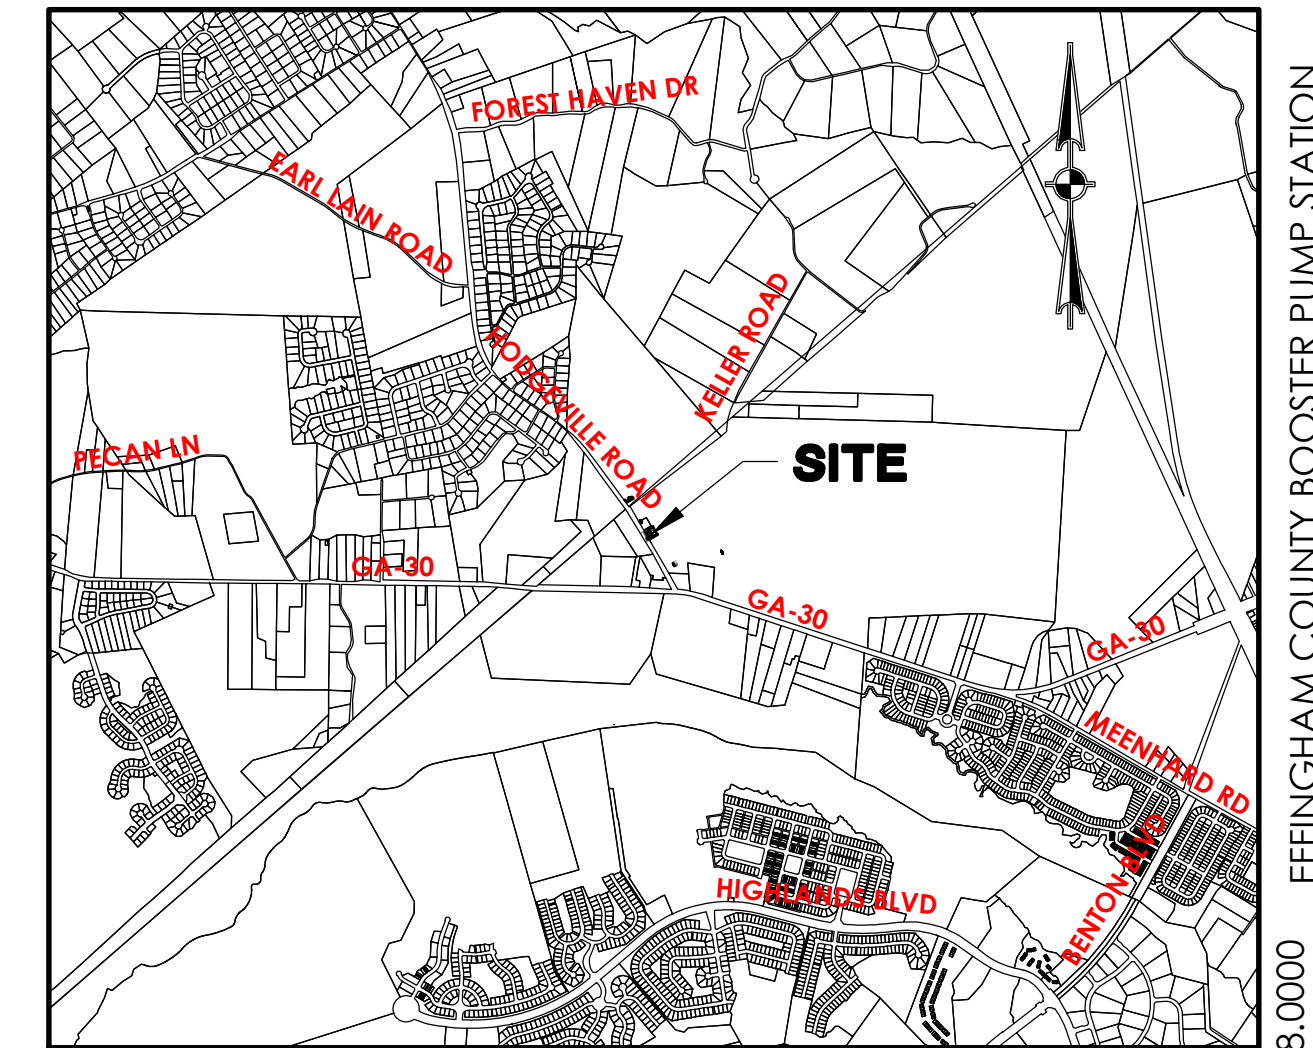 FOREST HAVEN DR
EARL LAIN ROAD
HODGEVILLE ROAD
KELLER ROAD
PECAN LN
SITE
GA-30
GA-30
GA-30
MEENHARD RD
BENTON BLVD
HIGHLANDS BLVD
8.0000
EFFINGHAM COUNTY BOOSTER PUMP STATION